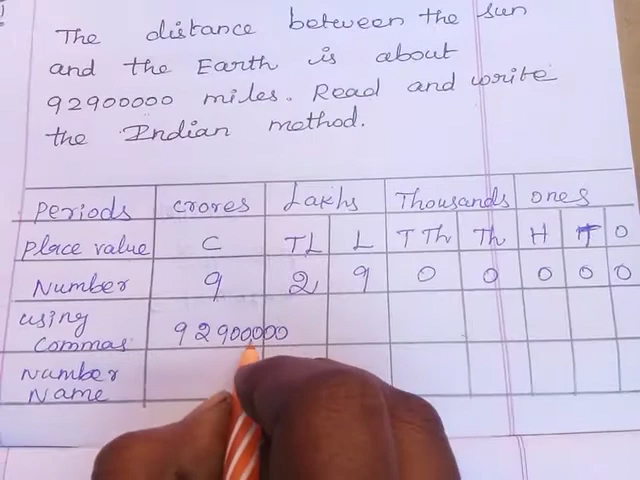 The distance between the sun
and the Earth is about
92900000 miles. Read and write
the Indian method.
Periods Crores Lakhs Thousands Ones
Place value C TL L T Th Th H T O
Number 9 2 9 0 0 0 0 0
using Commas 92900000
Number Name